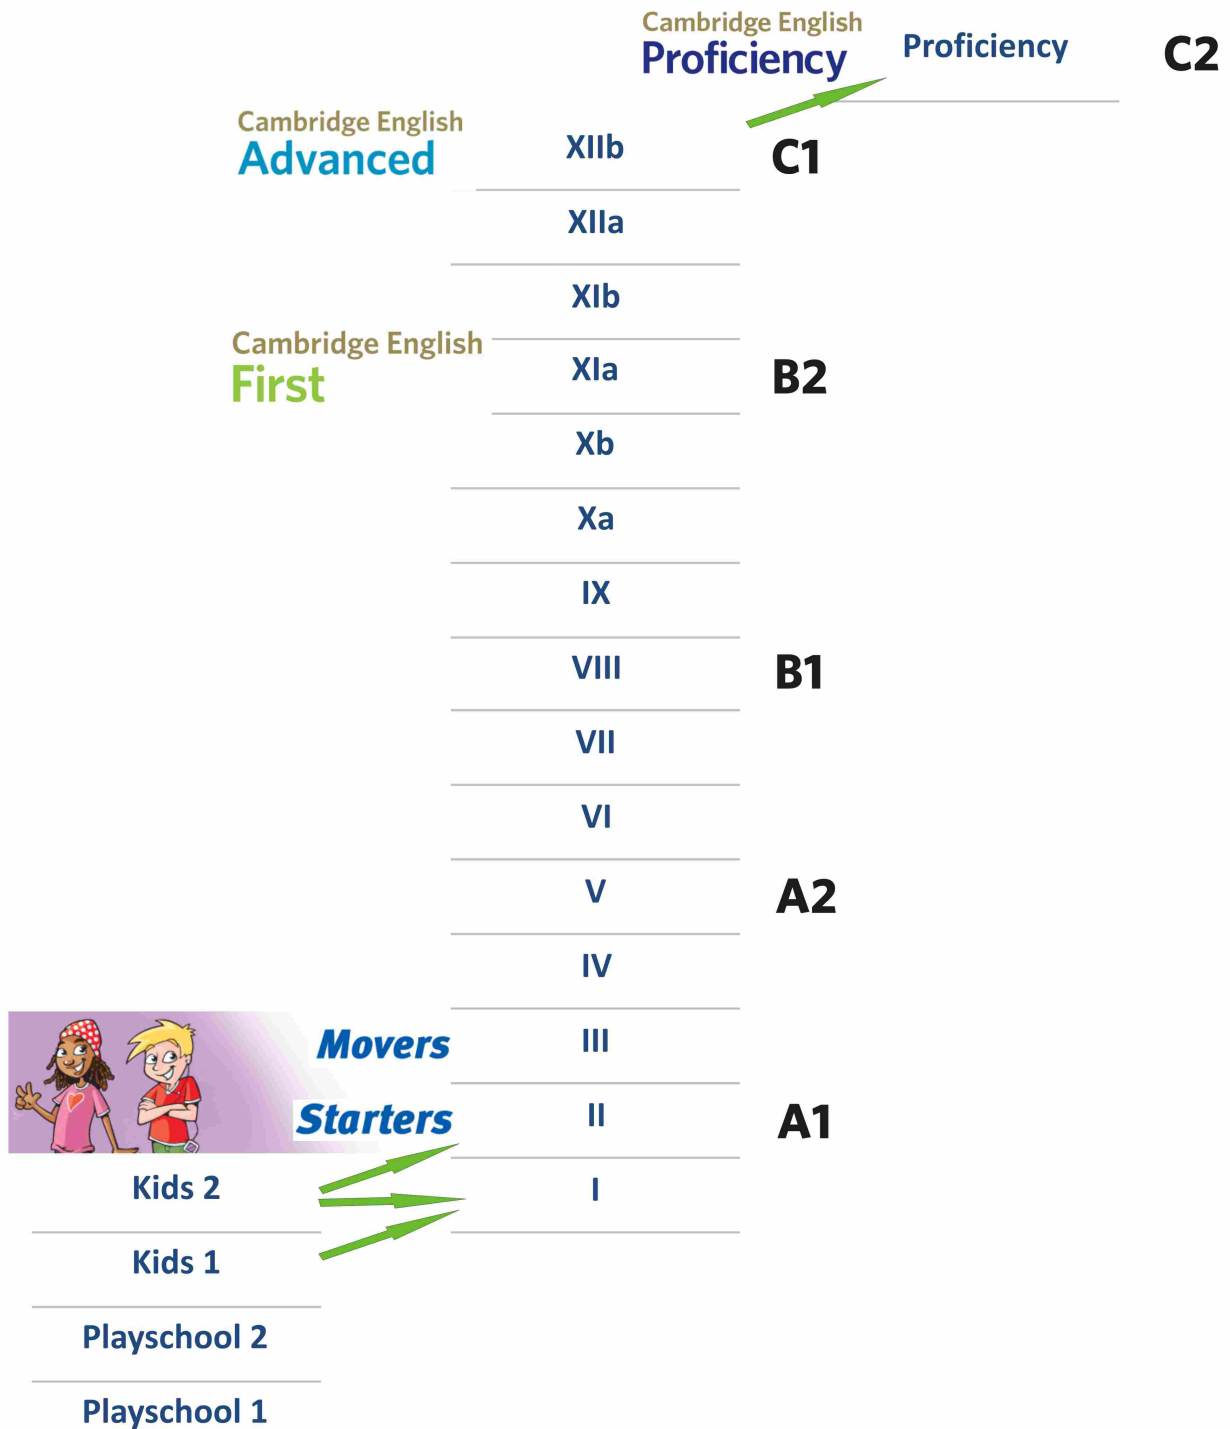 Cambridge English
Proficiency
Proficiency
C2
Cambridge English
Advanced
XIIb
C1
XIIa
XIb
Cambridge English
First
XIa
B2
Xb
Xa
IX
VIII
B1
VII
VI
V
A2
IV
Movers
III
Starters
II
A1
Kids 2
I
Kids 1
Playschool 2
Playschool 1